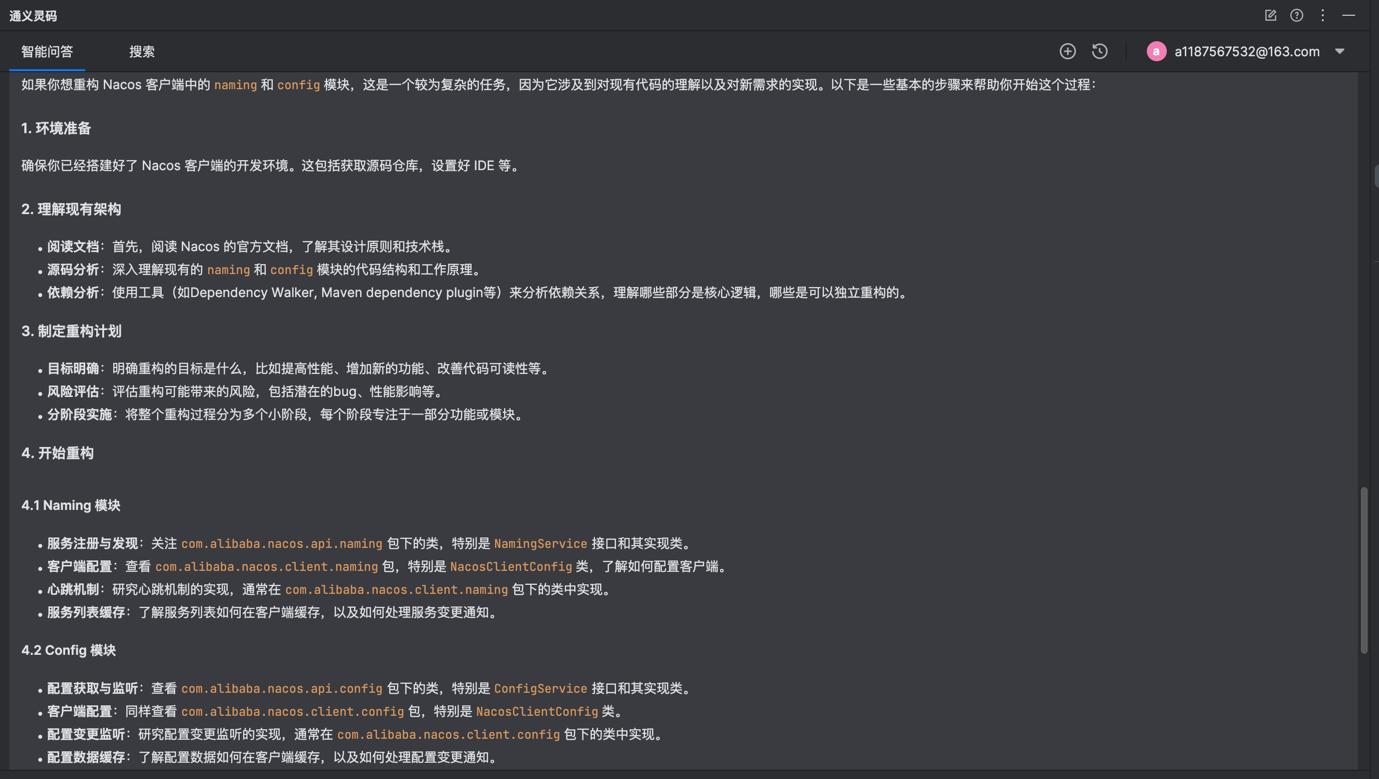 通义灵码
智能问答 搜索 a a1187567532@163.com
如果你想重构 Nacos 客户端中的 naming 和 config 模块，这是一个较为复杂的任务，因为它涉及到对现有代码的理解以及对新需求的实现。以下是一些基本的步骤来帮助你开始这个过程：
1. 环境准备
确保你已经搭建好了 Nacos 客户端的开发环境。这包括获取源码仓库，设置好 IDE 等。
2. 理解现有架构
• 阅读文档：首先，阅读 Nacos 的官方文档，了解其设计原则和技术栈。
• 源码分析：深入理解现有的 naming 和 config 模块的代码结构和工作原理。
• 依赖分析：使用工具（如Dependency Walker, Maven dependency plugin等）来分析依赖关系，理解哪些部分是核心逻辑，哪些是可以独立重构的。
3. 制定重构计划
• 目标明确：明确重构的目标是什么，比如提高性能、增加新的功能、改善代码可读性等。
• 风险评估：评估重构可能带来的风险，包括潜在的bug、性能影响等。
• 分阶段实施：将整个重构过程分为多个小阶段，每个阶段专注于一部分功能或模块。
4. 开始重构
4.1 Naming 模块
• 服务注册与发现：关注 com.alibaba.nacos.api.naming 包下的类，特别是 NamingService 接口和其实现类。
• 客户端配置：查看 com.alibaba.nacos.client.naming 包，特别是 NacosClientConfig 类，了解如何配置客户端。
• 心跳机制：研究心跳机制的实现，通常在 com.alibaba.nacos.client.naming 包下的类中实现。
• 服务列表缓存：了解服务列表如何在客户端缓存，以及如何处理服务变更通知。
4.2 Config 模块
• 配置获取与监听：查看 com.alibaba.nacos.api.config 包下的类，特别是 ConfigService 接口和其实现类。
• 客户端配置：同样查看 com.alibaba.nacos.client.config 包，特别是 NacosClientConfig 类。
• 配置变更监听：研究配置变更监听的实现，通常在 com.alibaba.nacos.client.config 包下的类中实现。
• 配置数据缓存：了解配置数据如何在客户端缓存，以及如何处理配置变更通知。